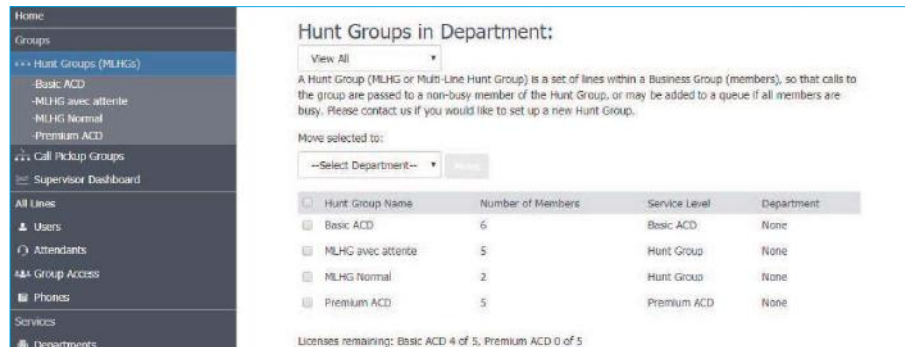 Home
Groups
Hunt Groups (MLHGs)
-Basic ACD
-MLHG avec attente
-MLHG Normal
-Premium ACD
Call Pickup Groups
Supervisor Dashboard
All Lines
Users
Attendants
Group Access
Phones
Services
Departments
Hunt Groups in Department:
View All
A Hunt Group (MLHG or Multi-Line Hunt Group) is a set of lines within a Business Group (members), so that calls to
the group are passed to a non-busy member of the Hunt Group, or may be added to a queue if all members are
busy. Please contact us if you would like to set up a new Hunt Group.
Move selected to:
--Select Department--
Hunt Group Name Number of Members Service Level Department
Basic ACD 6 Basic ACD None
MLHG avec attente 5 Hunt Group None
MLHG Normal 2 Hunt Group None
Premium ACD 5 Premium ACD None
Licenses remaining: Basic ACD 4 of 5, Premium ACD 0 of 5